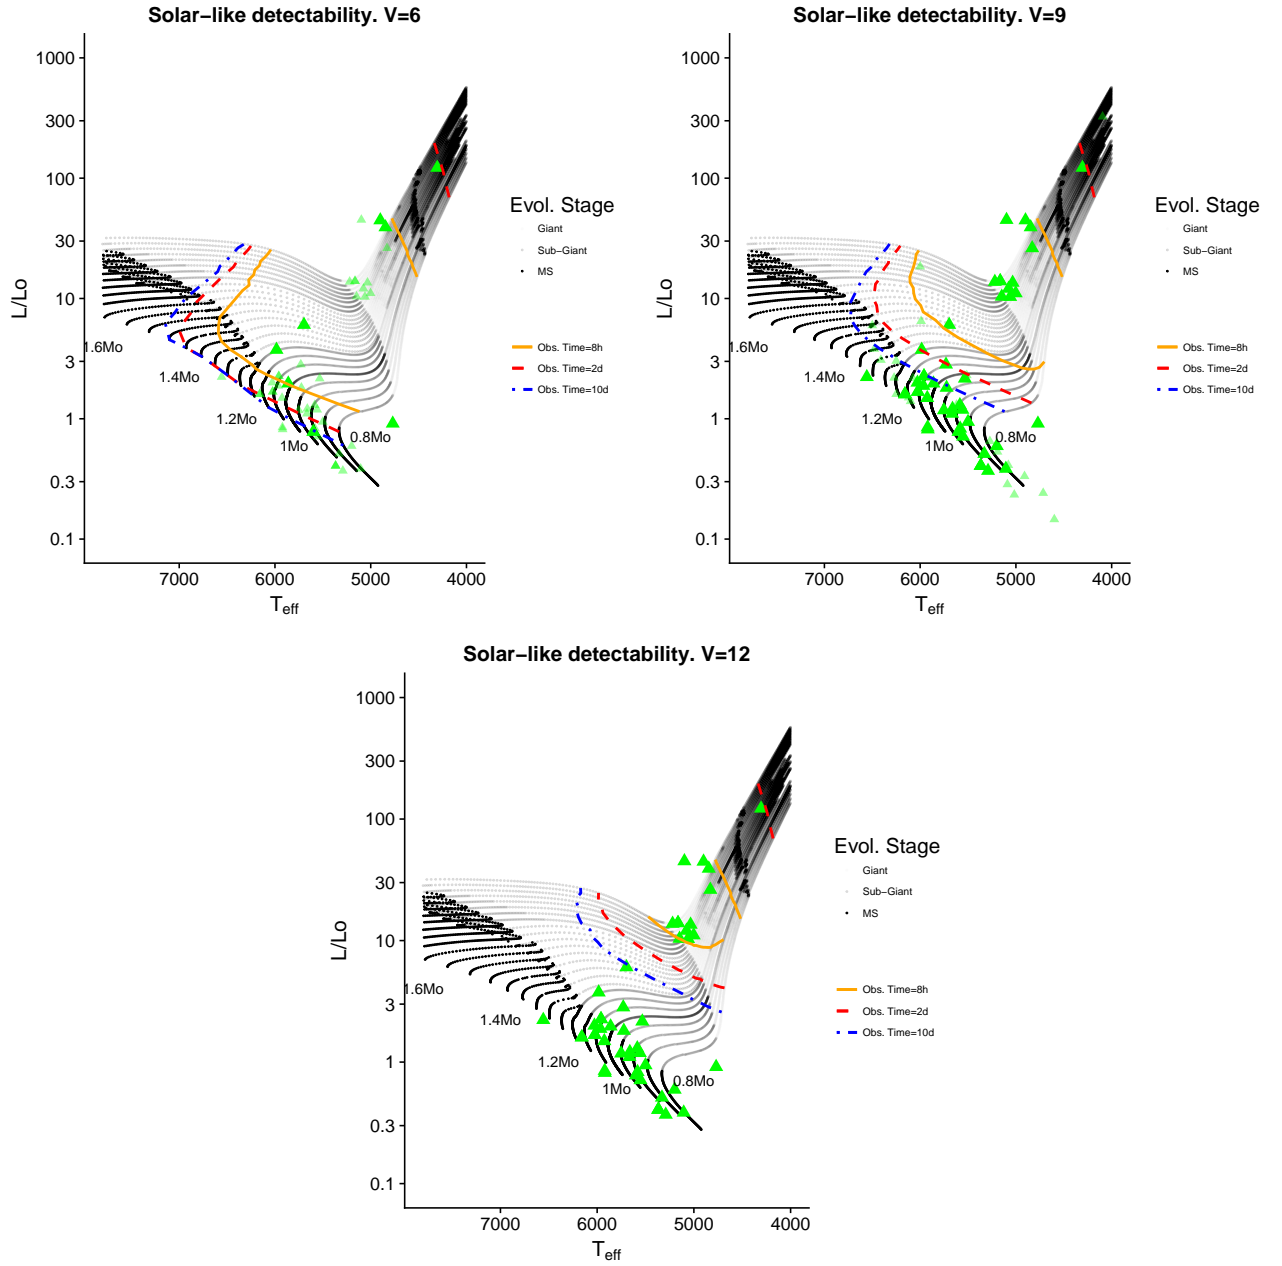 Solar−like detectability. V=6
1000
300
100
30
10
3
1
0.3
0.1
L/Lo
7000 6000 5000 4000
Teff
1.6Mo
1.4Mo
1.2Mo
1Mo
0.8Mo
Evol. Stage
Giant
Sub−Giant
MS
Obs. Time=8h
Obs. Time=2d
Obs. Time=10d
Solar−like detectability. V=9
1000
300
100
30
10
3
1
0.3
0.1
L/Lo
7000 6000 5000 4000
Teff
1.6Mo
1.4Mo
1.2Mo
1Mo
0.8Mo
Evol. Stage
Giant
Sub−Giant
MS
Obs. Time=8h
Obs. Time=2d
Obs. Time=10d
Solar−like detectability. V=12
1000
300
100
30
10
3
1
0.3
0.1
L/Lo
7000 6000 5000 4000
Teff
1.6Mo
1.4Mo
1.2Mo
1Mo
0.8Mo
Evol. Stage
Giant
Sub−Giant
MS
Obs. Time=8h
Obs. Time=2d
Obs. Time=10d